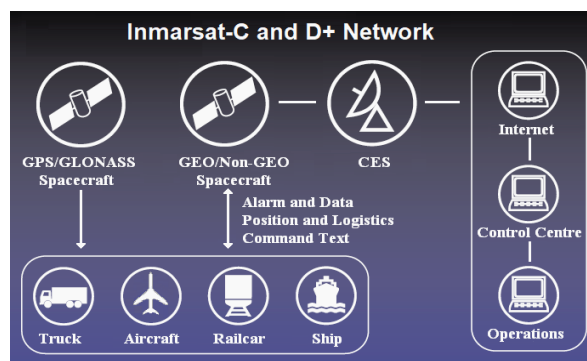 Inmarsat-C and D+ Network
GPS/GLONASS
Spacecraft
GEO/Non-GEO
Spacecraft
CES
Internet
Alarm and Data
Position and Logistics
Command Text
Control Centre
Truck
Aircraft
Railcar
Ship
Operations